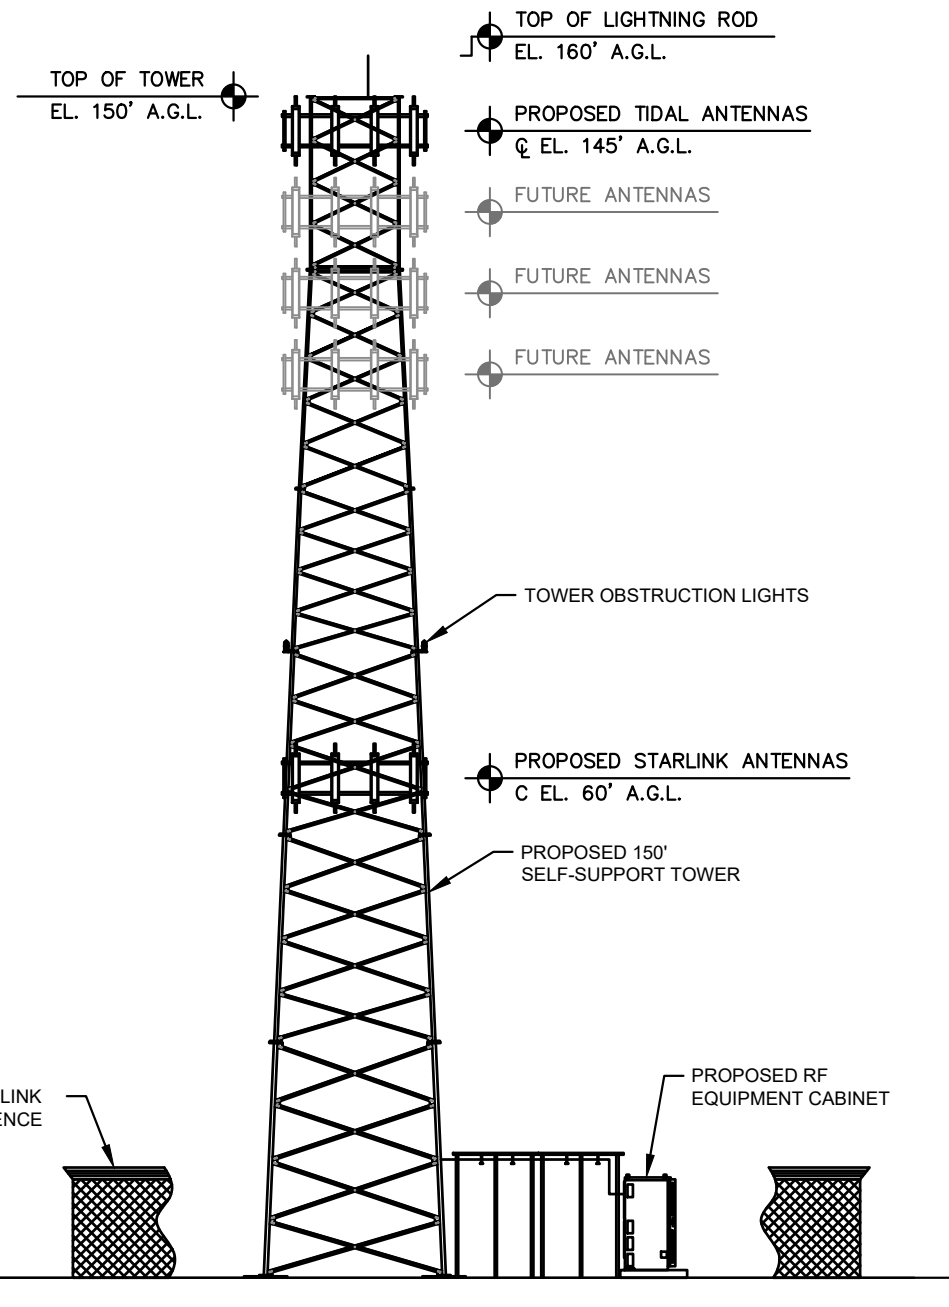 TOP OF LIGHTNING ROD
EL. 160' A.G.L.
TOP OF TOWER
EL. 150' A.G.L.
PROPOSED TIDAL ANTENNAS
℄ EL. 145' A.G.L.
FUTURE ANTENNAS
FUTURE ANTENNAS
FUTURE ANTENNAS
TOWER OBSTRUCTION LIGHTS
PROPOSED STARLINK ANTENNAS
C EL. 60' A.G.L.
PROPOSED 150'
SELF-SUPPORT TOWER
LINK
ENCE
PROPOSED RF
EQUIPMENT CABINET